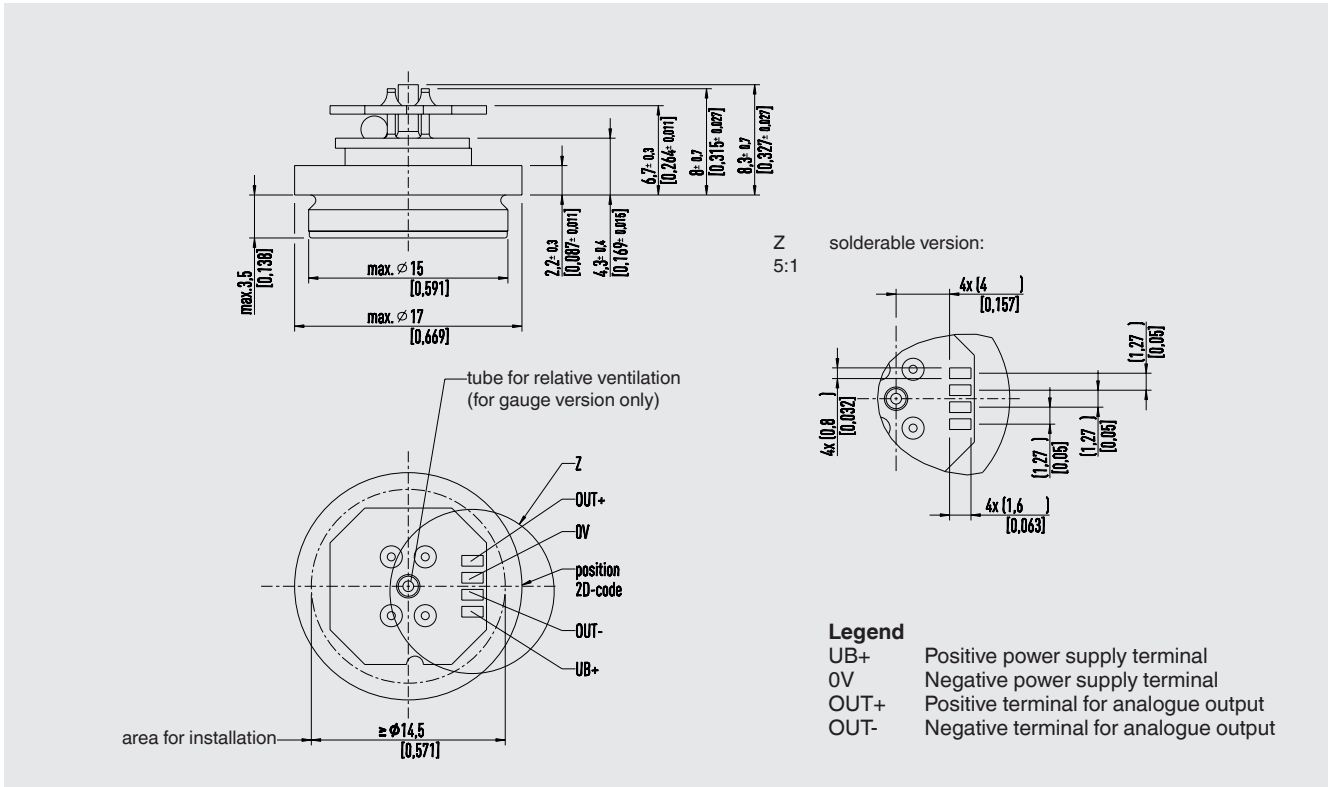 6,7± 0,3
[0,264± 0,011]
8± 0,7
[0,315± 0,027]
8,3± 0,7
[0,327± 0,027]
2,2± 0,3
[0,087± 0,011]
4,3± 0,4
[0,169± 0,015]
max.3,5
[0,138]
max. ⌀ 15
[0,591]
max. ⌀ 17
[0,669]
tube for relative ventilation
(for gauge version only)
Z
OUT+
0V
position
2D-code
OUT-
UB+
area for installation
≥ ⌀14,5
[0,571]
Z solderable version:
5:1
4x (4 )
[0,157]
(1,27 )
[0,05]
(1,27 )
[0,05]
(1,27 )
[0,05]
4x (0,8 )
[0,032]
4x (1,6 )
[0,063]
Legend
UB+ Positive power supply terminal
0V Negative power supply terminal
OUT+ Positive terminal for analogue output
OUT- Negative terminal for analogue output